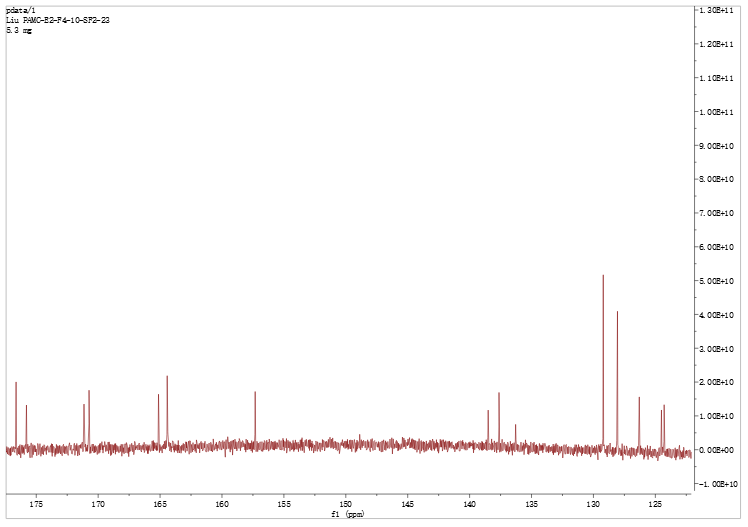 pdata/1
Liu PAMC-E2-F4-10-SF2-23
5.3 mg
1.30E+11
1.20E+11
1.10E+11
1.00E+11
9.00E+10
8.00E+10
7.00E+10
6.00E+10
5.00E+10
4.00E+10
3.00E+10
2.00E+10
1.00E+10
0.00E+00
-1.00E+10
175 170 165 160 155 150 145 140 135 130 125
f1 (ppm)